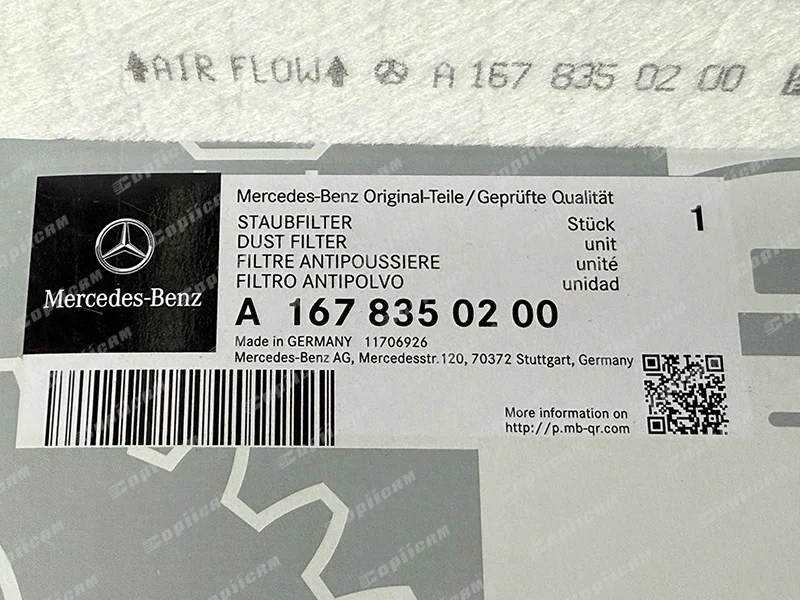 AIR FLOW A 167 835 02 00
Mercedes-Benz Original-Teile/Geprüfte Qualität
STAUBFILTER Stück 1
DUST FILTER unit
FILTRE ANTIPOUSSIERE unité
FILTRO ANTIPOLVO unidad
Mercedes-Benz
A 167 835 02 00
Made in GERMANY 11706926
Mercedes-Benz AG, Mercedesstr.120, 70372 Stuttgart, Germany
More information on
http://p.mb-qr.com
Copiicam